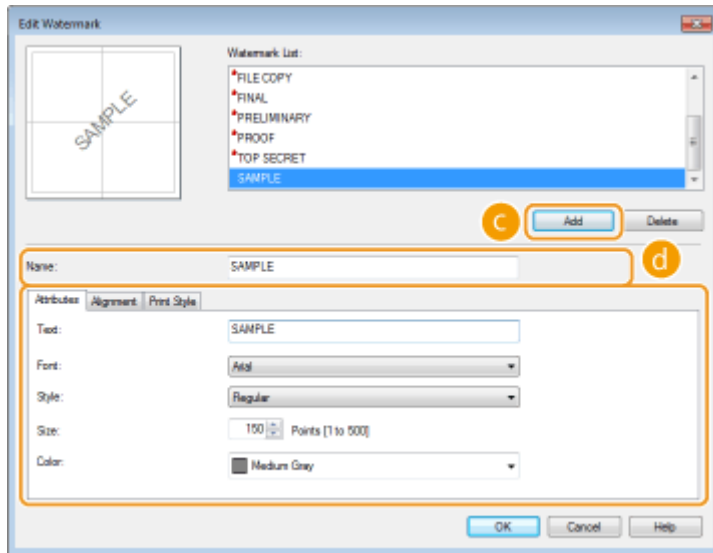 Edit Watermark
Watermark List:
SAMPLE
*FILE COPY
*FINAL
*PRELIMINARY
*PROOF
*TOP SECRET
SAMPLE
c
Add
Delete
d
Name:
SAMPLE
Attributes
Alignment
Print Style
Text:
SAMPLE
Font:
Arial
Style:
Regular
Size:
150
Points [1 to 500]
Color:
Medium Gray
OK
Cancel
Help